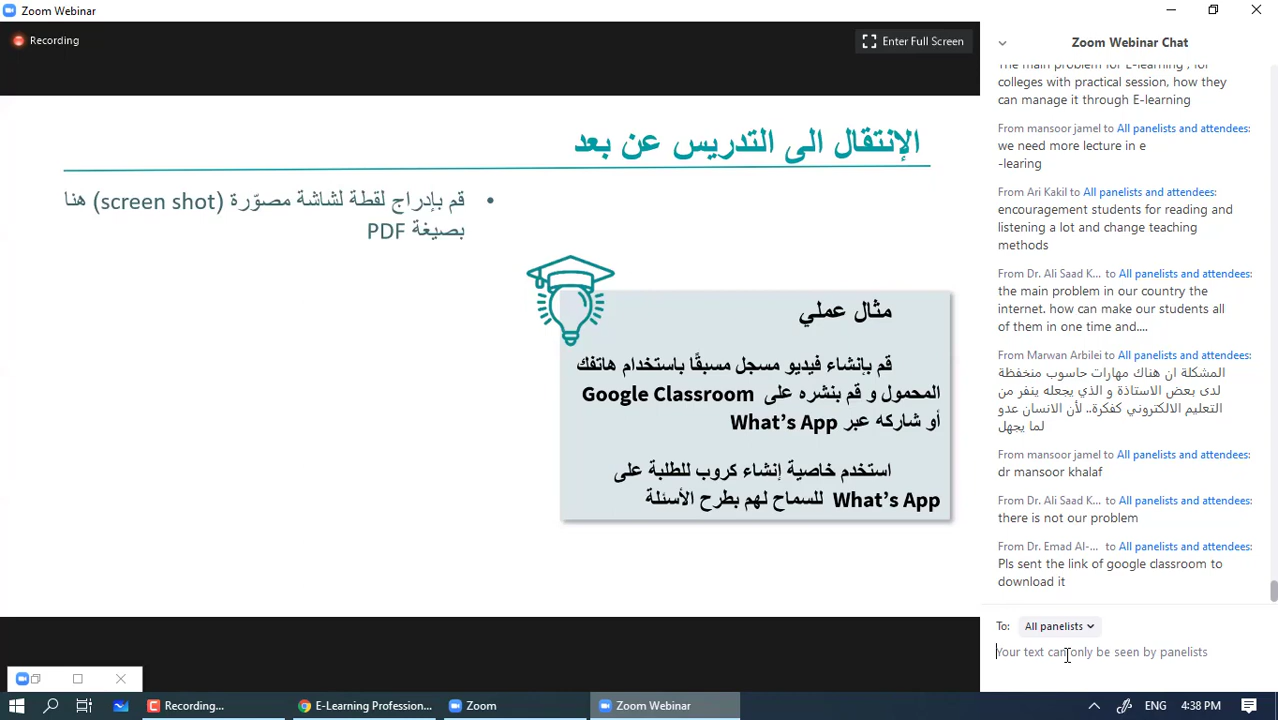 Zoom Webinar
Recording
Enter Full Screen
الإنتقال الى التدريس عن بعد
• قم بإدراج لقطة لشاشة مصوّرة (screen shot) هنا
بصيغة PDF
مثال عملي
قم بإنشاء فيديو مسجل مسبقًا باستخدام هاتفك
المحمول و قم بنشره على Google Classroom
أو شاركه عبر What’s App
استخدم خاصية إنشاء كروب للطلبة على
What’s App للسماح لهم بطرح الأسئلة
Zoom Webinar Chat
The main problem for E-learning , for
colleges with practical session, how they
can manage it through E-learning
From mansoor jamel to All panelists and attendees:
we need more lecture in e
-learing
From Ari Kakil to All panelists and attendees:
encouragement students for reading and
listening a lot and change teaching
methods
From Dr. Ali Saad K... to All panelists and attendees:
the main problem in our country the
internet. how can make our students all
of them in one time and....
From Marwan Arbilei to All panelists and attendees:
المشكلة ان هناك مهارات حاسوب منخفظة
لدى بعض الاستاذة و الذي يجعله ينفر من
التعليم الالكتروني كفكرة.. لأن الانسان عدو
لما يجهل
From mansoor jamel to All panelists and attendees:
dr mansoor khalaf
From Dr. Ali Saad K... to All panelists and attendees:
there is not our problem
From Dr. Emad Al-... to All panelists and attendees:
Pls sent the link of google classroom to
download it
To: All panelists
Your text can only be seen by panelists
Recording...
E-Learning Profession...
Zoom
Zoom Webinar
4:38 PM